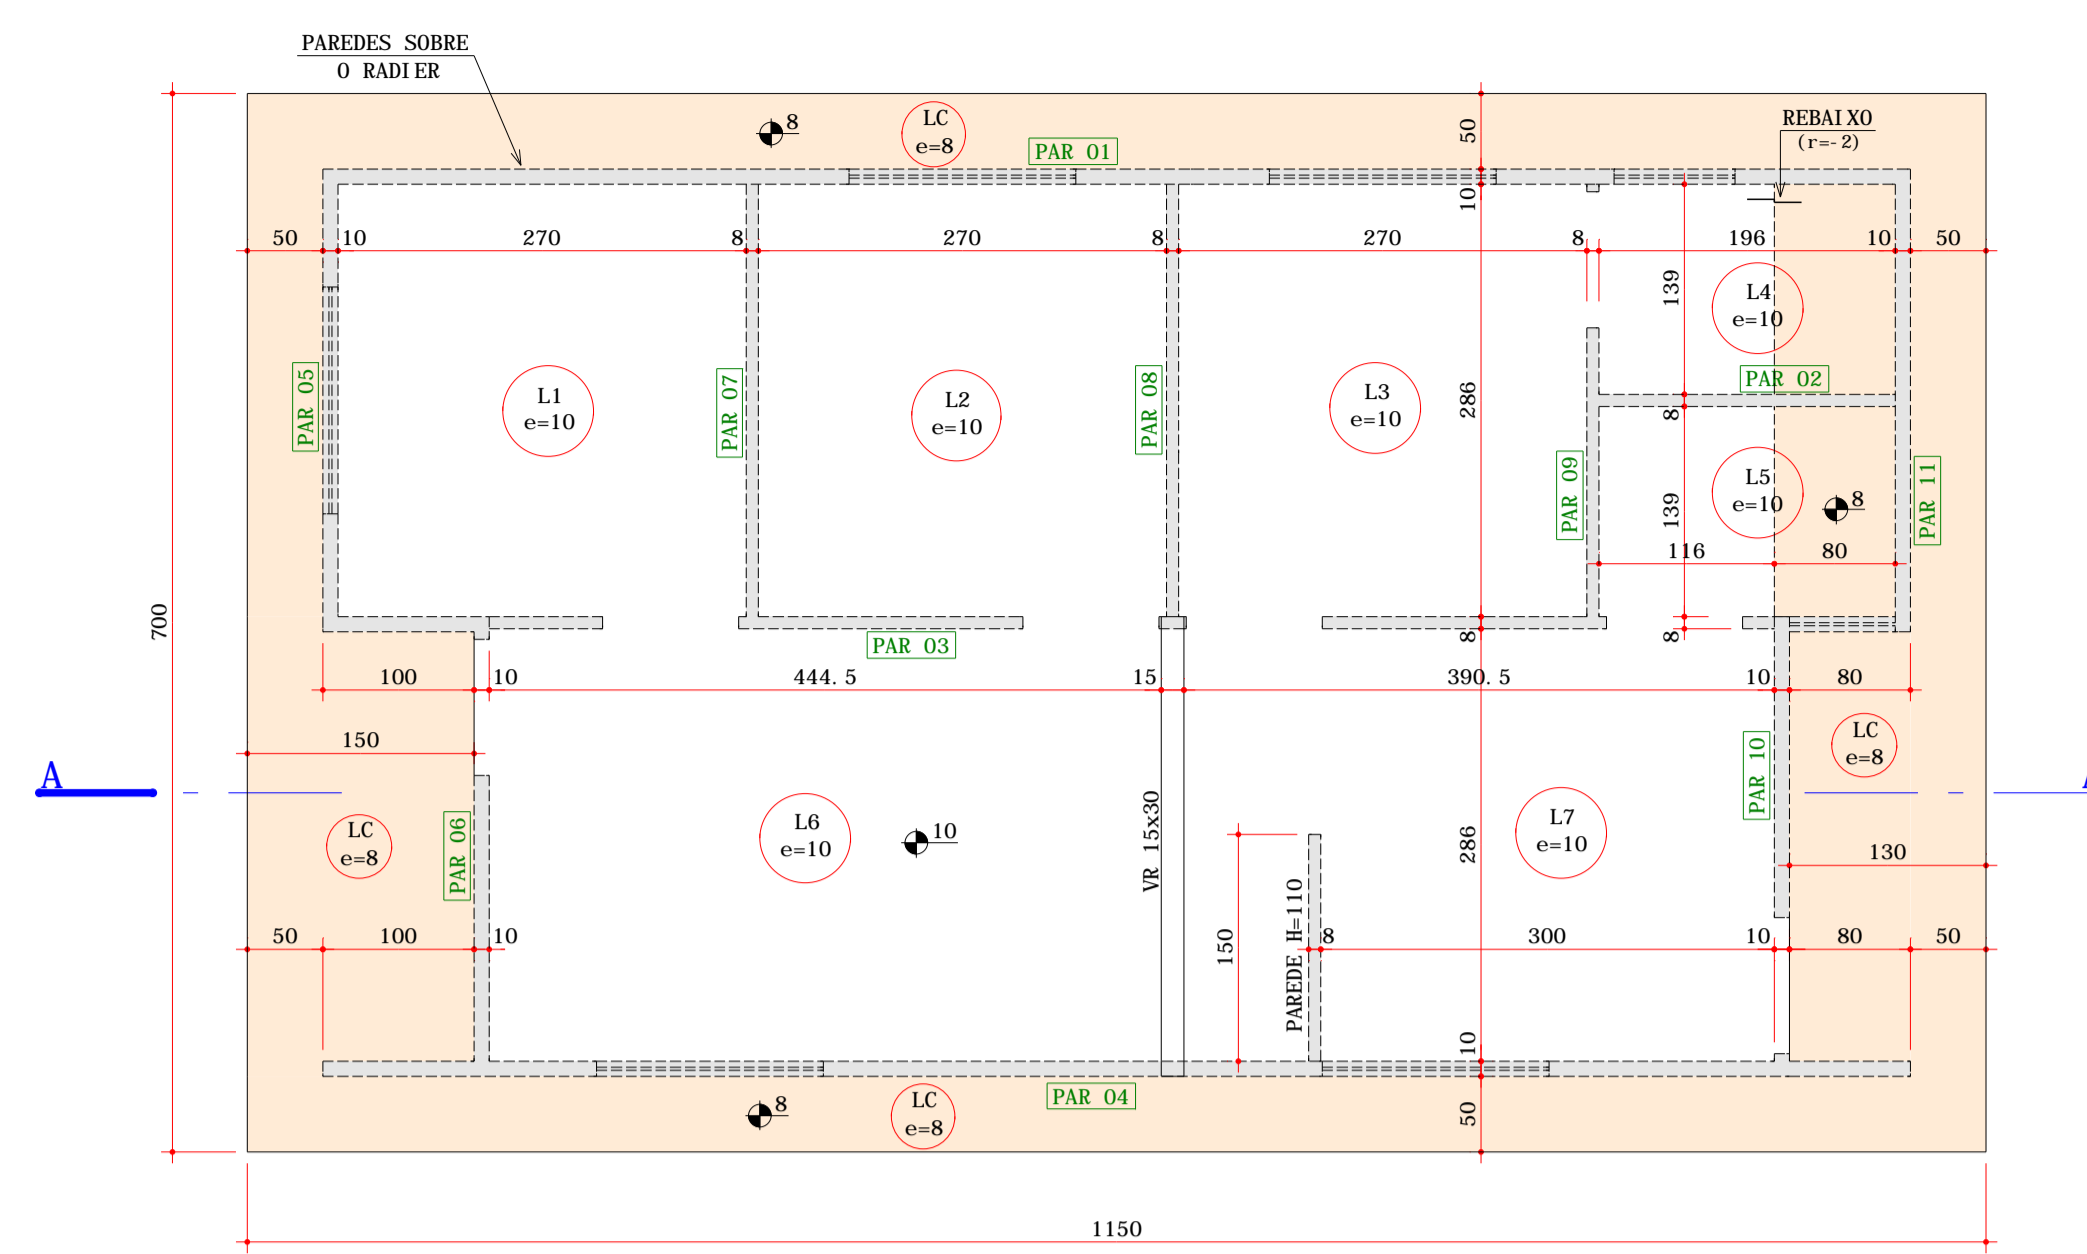 PAREDES SOBRE
O RADIER
8
LC
e=8
PAR 01
50
REBAIXO
(r=-2)
10
50
10
270
8
270
8
270
8
196
10
50
139
L4
e=10
PAR 05
L1
e=10
PAR 07
L2
e=10
PAR 08
L3
e=10
286
PAR 02
8
PAR 09
L5
e=10
8
PAR 11
139
116
80
700
PAR 03
8
8
100
10
444.5
15
390.5
10
80
150
LC
e=8
PAR 10
A
LC
e=8
PAR 06
L6
e=10
10
VR 15x30
L7
e=10
286
130
50
100
10
150
PAREDE H=110
8
300
10
80
50
10
PAR 04
8
LC
e=8
50
1150